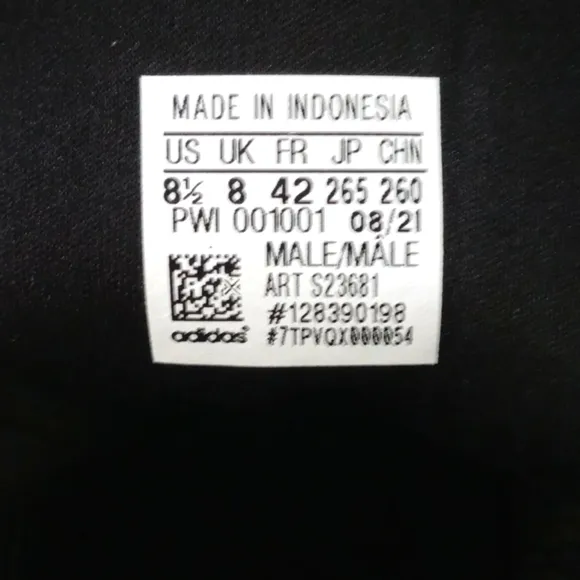 MADE IN INDONESIA
US UK FR JP CHN
8½ 8 42 265 260
PWI 001001 08/21
MALE/MÂLE
ART S23681
#128390198
adidas #7TPVQX000054